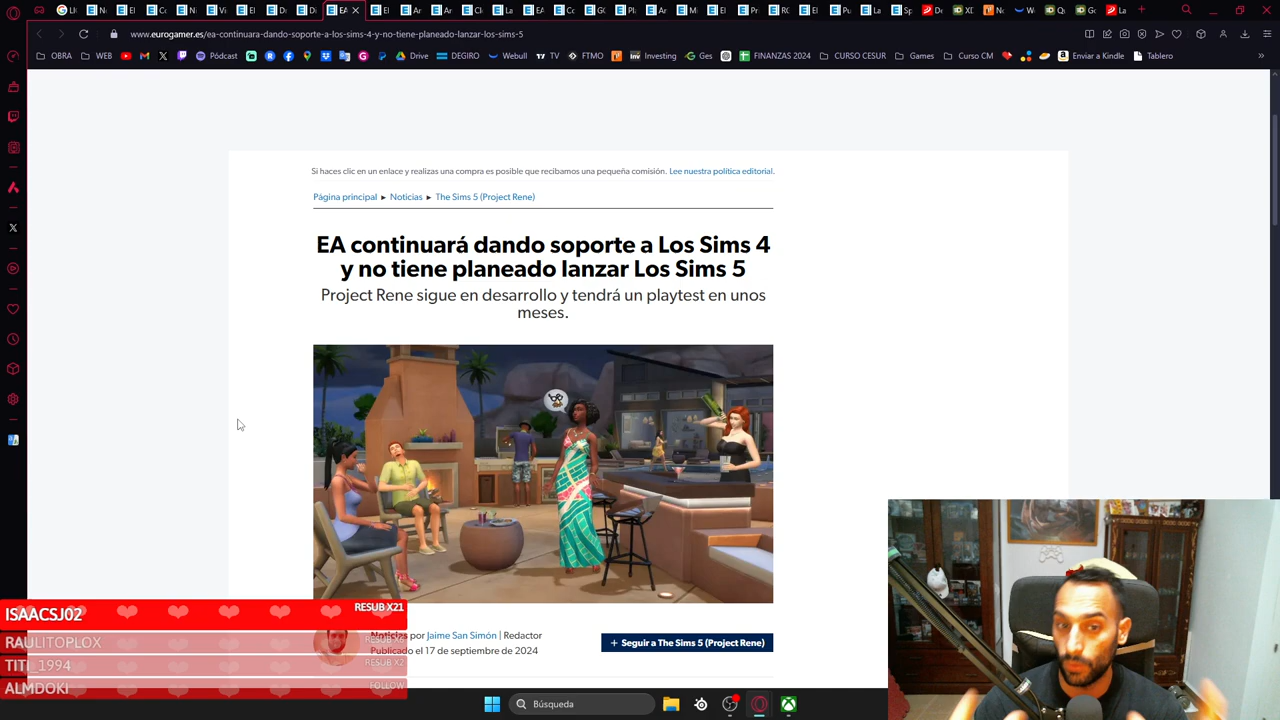 EA
www.eurogamer.es/ea-continuara-dando-soporte-a-los-sims-4-y-no-tiene-planeado-lanzar-los-sims-5
OBRA WEB Pódcast Drive DEGIRO Webull TV FTMO Investing Ges FINANZAS 2024 CURSO CESUR Games Curso CM Enviar a Kindle Tablero
Si haces clic en un enlace y realizas una compra es posible que recibamos una pequeña comisión. Lee nuestra política editorial.
Página principal ► Noticias ► The Sims 5 (Project Rene)
EA continuará dando soporte a Los Sims 4
y no tiene planeado lanzar Los Sims 5
Project Rene sigue en desarrollo y tendrá un playtest en unos
meses.
ISAACSJ02 RESUB X21
RAULITOPLOX
TITI_1994 RESUB X2
ALMDOKI FOLLOW
Noticias por Jaime San Simón | Redactor
Publicado el 17 de septiembre de 2024
+ Seguir a The Sims 5 (Project Rene)
Búsqueda